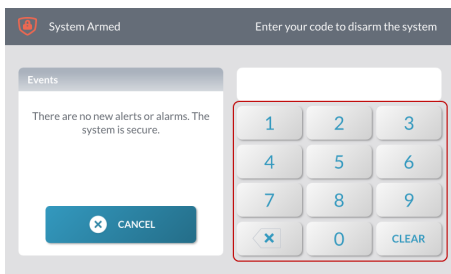 System Armed
Enter your code to disarm the system
Events
There are no new alerts or alarms. The
system is secure.
CANCEL
1 2 3
4 5 6
7 8 9
0 CLEAR